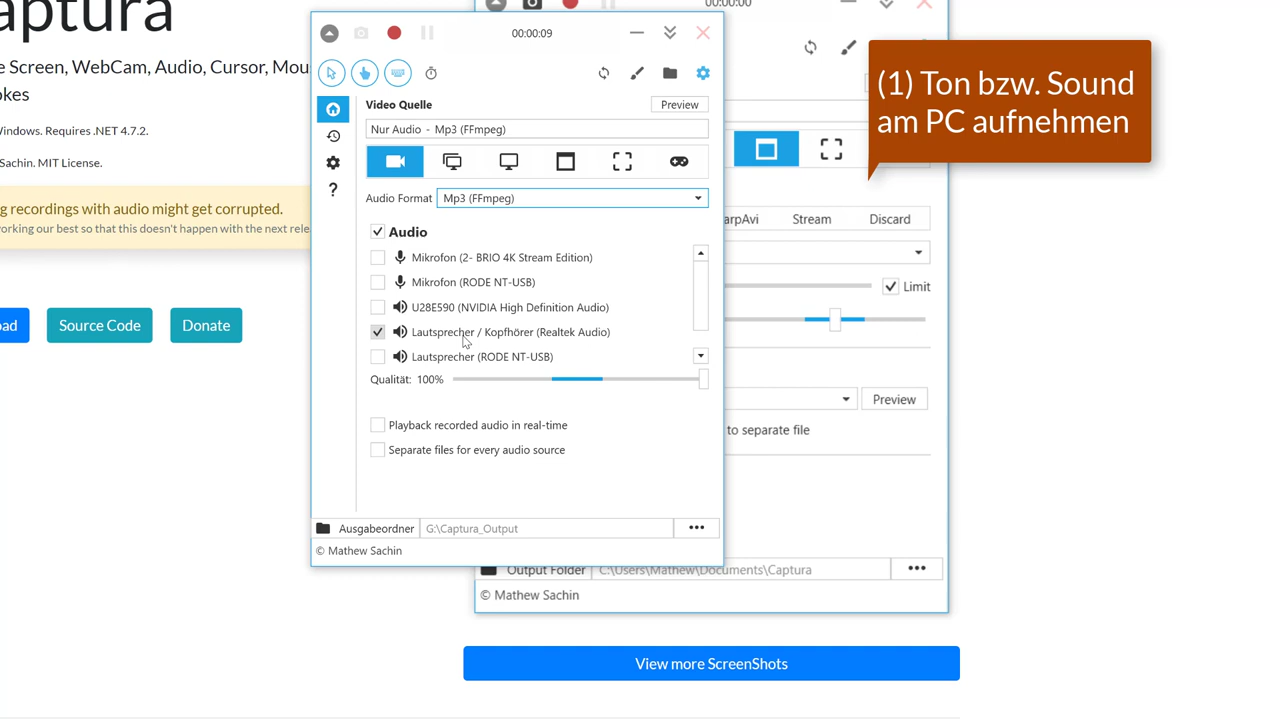 aptura
00:00:00
00:00:09
e Screen, WebCam, Audio, Cursor, Mou
okes
(1) Ton bzw. Sound
am PC aufnehmen
Video Quelle
Preview
indows. Requires .NET 4.7.2.
Nur Audio - Mp3 (FFmpeg)
Sachin. MIT License.
Audio Format
Mp3 (FFmpeg)
g recordings with audio might get corrupted.
orking our best so that this doesn't happen with the next rele
arpAvi
Stream
Discard
Audio
Mikrofon (2- BRIO 4K Stream Edition)
Mikrofon (RODE NT-USB)
Limit
U28E590 (NVIDIA High Definition Audio)
oad
Source Code
Donate
Lautsprecher / Kopfhörer (Realtek Audio)
Lautsprecher (RODE NT-USB)
Qualität: 100%
Preview
Playback recorded audio in real-time
to separate file
Separate files for every audio source
Ausgabeordner
G:\Captura_Output
© Mathew Sachin
Output Folder
C:\Users\Mathew\Documents\Captura
© Mathew Sachin
View more ScreenShots